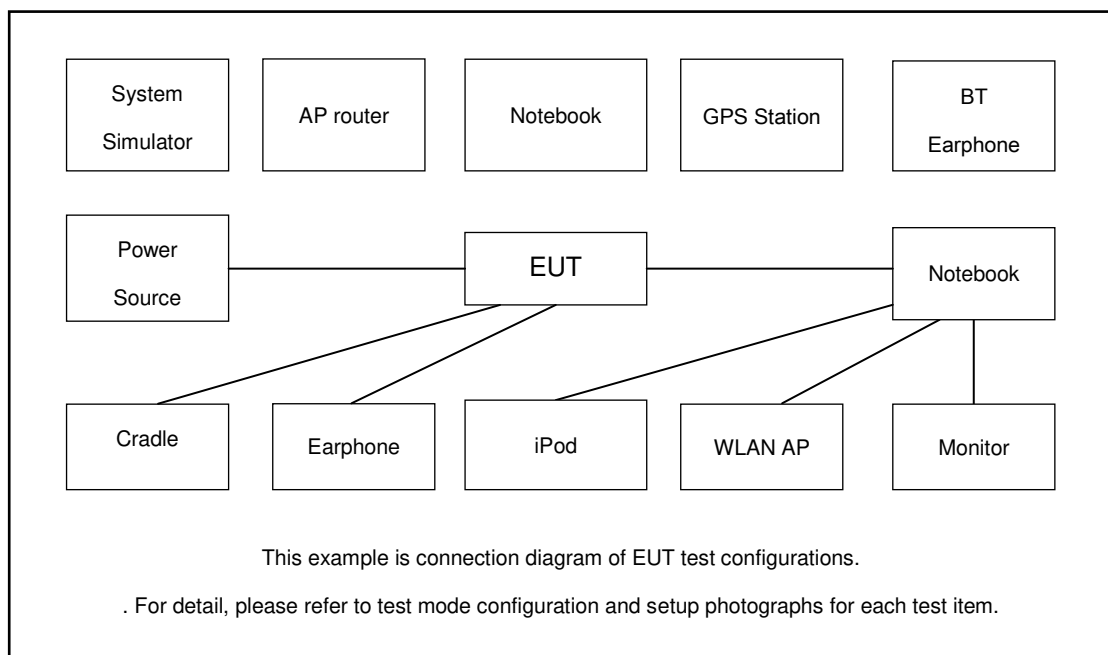 System
Simulator
AP router
Notebook
GPS Station
BT
Earphone
Power
Source
EUT
Notebook
Cradle
Earphone
iPod
WLAN AP
Monitor
This example is connection diagram of EUT test configurations.
. For detail, please refer to test mode configuration and setup photographs for each test item.